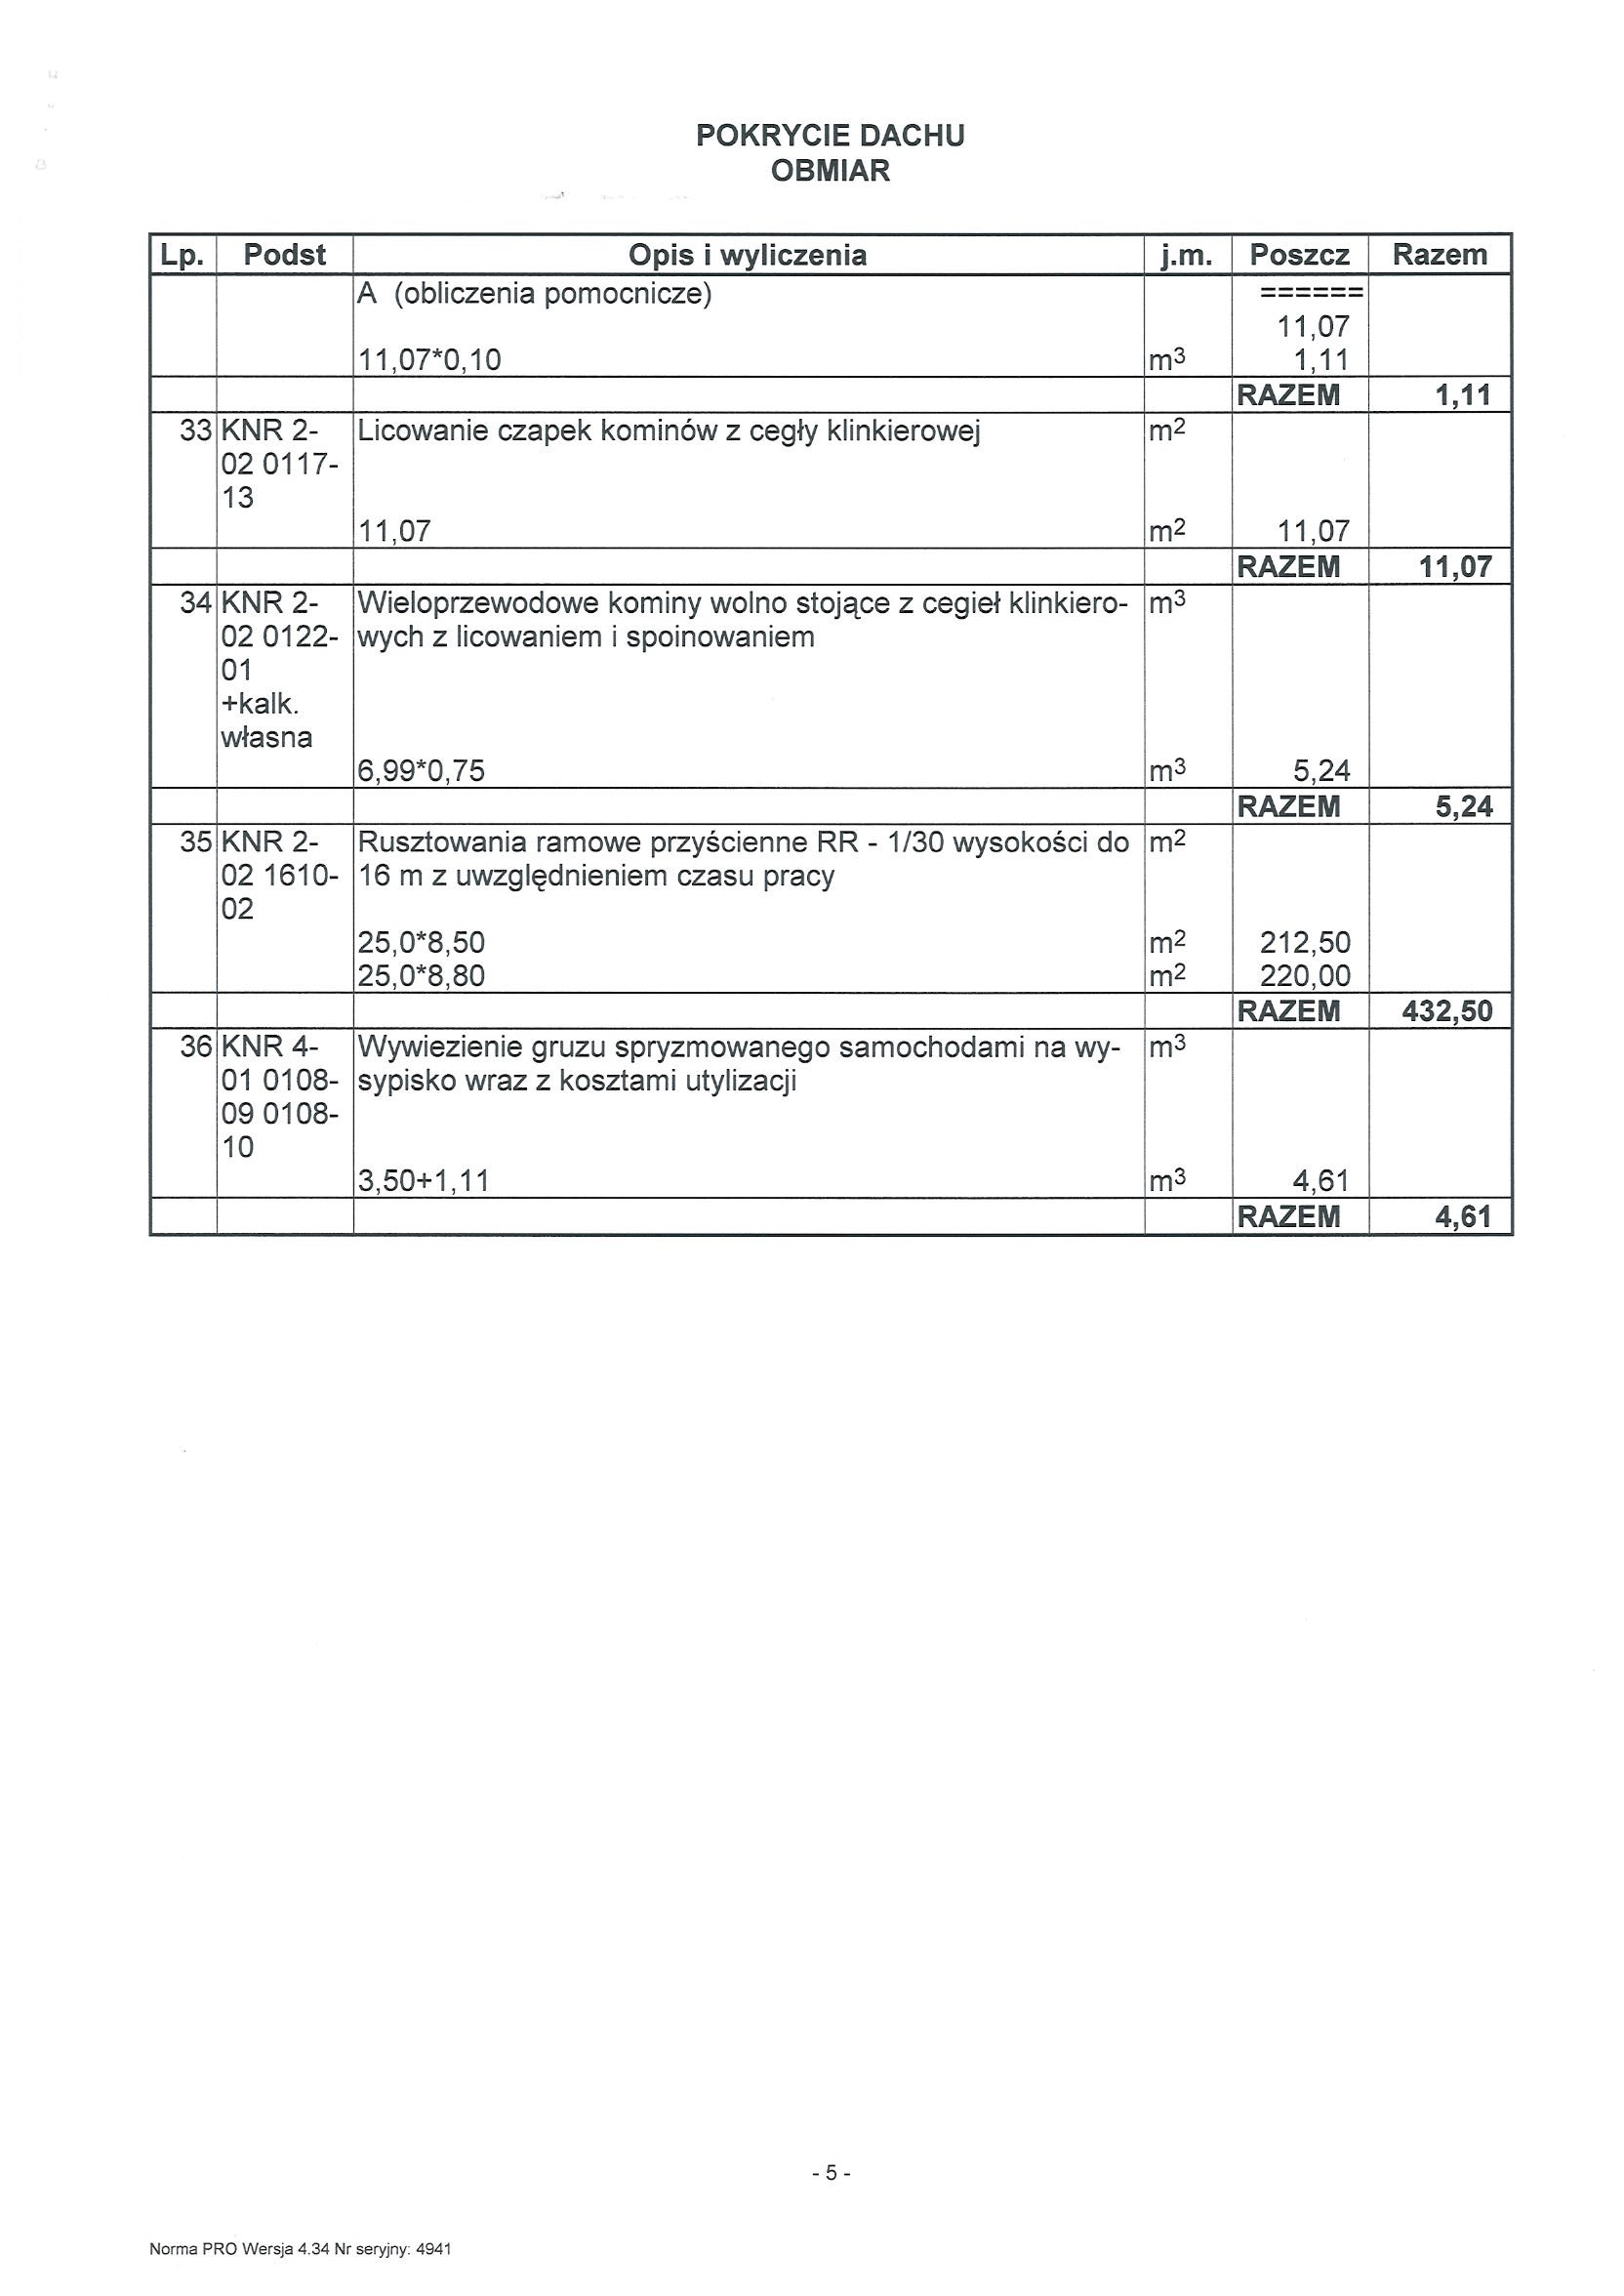 POKRYCIE DACHU
OBMIAR
Lp. Podst Opis i wyliczenia j.m. Poszcz Razem
A (obliczenia pomocnicze) ======
11,07
11,07*0,10 m3 1,11
RAZEM 1,11
33 KNR 2- Licowanie czapek kominów z cegły klinkierowej m2
02 0117-
13
11,07 m2 11,07
RAZEM 11,07
34 KNR 2- Wieloprzewodowe kominy wolno stojące z cegieł klinkiero- m3
02 0122- wych z licowaniem i spoinowaniem
01
+kalk.
własna
6,99*0,75 m3 5,24
RAZEM 5,24
35 KNR 2- Rusztowania ramowe przyścienne RR - 1/30 wysokości do m2
02 1610- 16 m z uwzględnieniem czasu pracy
02
25,0*8,50 m2 212,50
25,0*8,80 m2 220,00
RAZEM 432,50
36 KNR 4- Wywiezienie gruzu spryzmowanego samochodami na wy- m3
01 0108- sypisko wraz z kosztami utylizacji
09 0108-
10
3,50+1,11 m3 4,61
RAZEM 4,61
- 5 -
Norma PRO Wersja 4.34 Nr seryjny: 4941